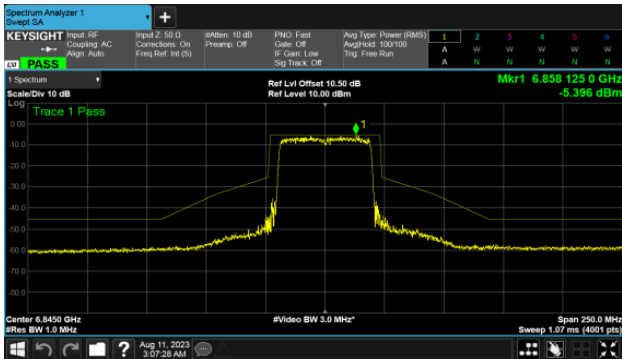 Spectrum Analyzer 1
Swept SA
+
KEYSIGHT
Input: RF
Coupling: AC
Align: Auto
Input Z: 50 Ω
Corrections: On
Freq Ref: Int (S)
#Atten: 10 dB
Preamp: Off
PNO: Fast
Gate: Off
IF Gain: Low
Sig Track: Off
Avg Type: Power (RMS)
Avg|Hold: 100/100
Trig: Free Run
1 2 3 4 5 6
A W W W W W
A N N N N N
LXI PASS
1 Spectrum
Scale/Div 10 dB
Ref Lvl Offset 10.50 dB
Ref Level 10.00 dBm
Mkr1 6.858 125 0 GHz
-5.396 dBm
Log
Trace 1 Pass
1
0.00
-10.0
-20.0
-30.0
-40.0
-50.0
-60.0
-70.0
-80.0
Center 6.8450 GHz
#Res BW 1.0 MHz
#Video BW 3.0 MHz*
Span 250.0 MHz
Sweep 1.07 ms (4001 pts)
?
Aug 11, 2023
3:07:28 AM